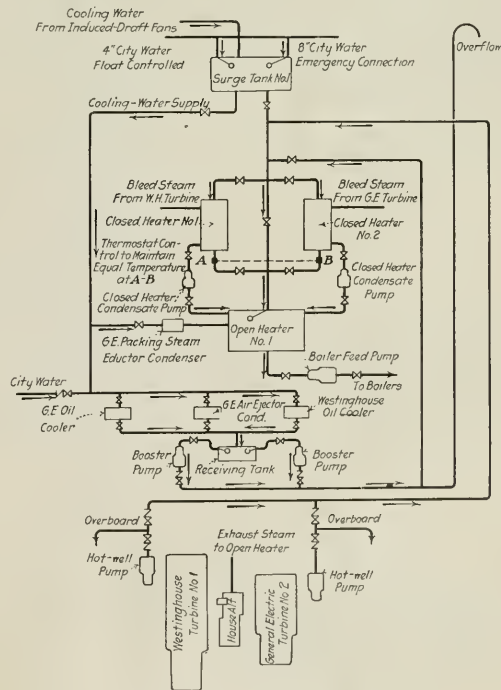 Cooling Water
From Induced-Draft Fans
4" City Water
Float Controlled
8" City Water
Emergency Connection
Overflow
Surge Tank No.1
Cooling-Water Supply
Bleed Steam
From W.H. Turbine
Bleed Steam
From G.E. Turbine
Closed Heater No.1
Closed Heater
No.2
Thermostat Con-
trol to Maintain
Equal Temperature
at A-B
A
B
Closed Heater
Condensate Pump
Closed Heater
Condensate
Pump
Open Heater
No.1
G.E. Packing Steam
Eductor Condenser
Boiler Feed Pump
To Boilers
City Water
G.E. Oil
Cooler
G.E. Air Ejector
Cond.
Westinghouse
Oil Cooler
Booster
Pump
Receiving Tank
Booster
Pump
Overboard
Exhaust Steam
to Open Heater
Overboard
Hot-well
Pump
Hot-well
Pump
Westinghouse
Turbine No.1
House Alt.
General Electric
Turbine No.2